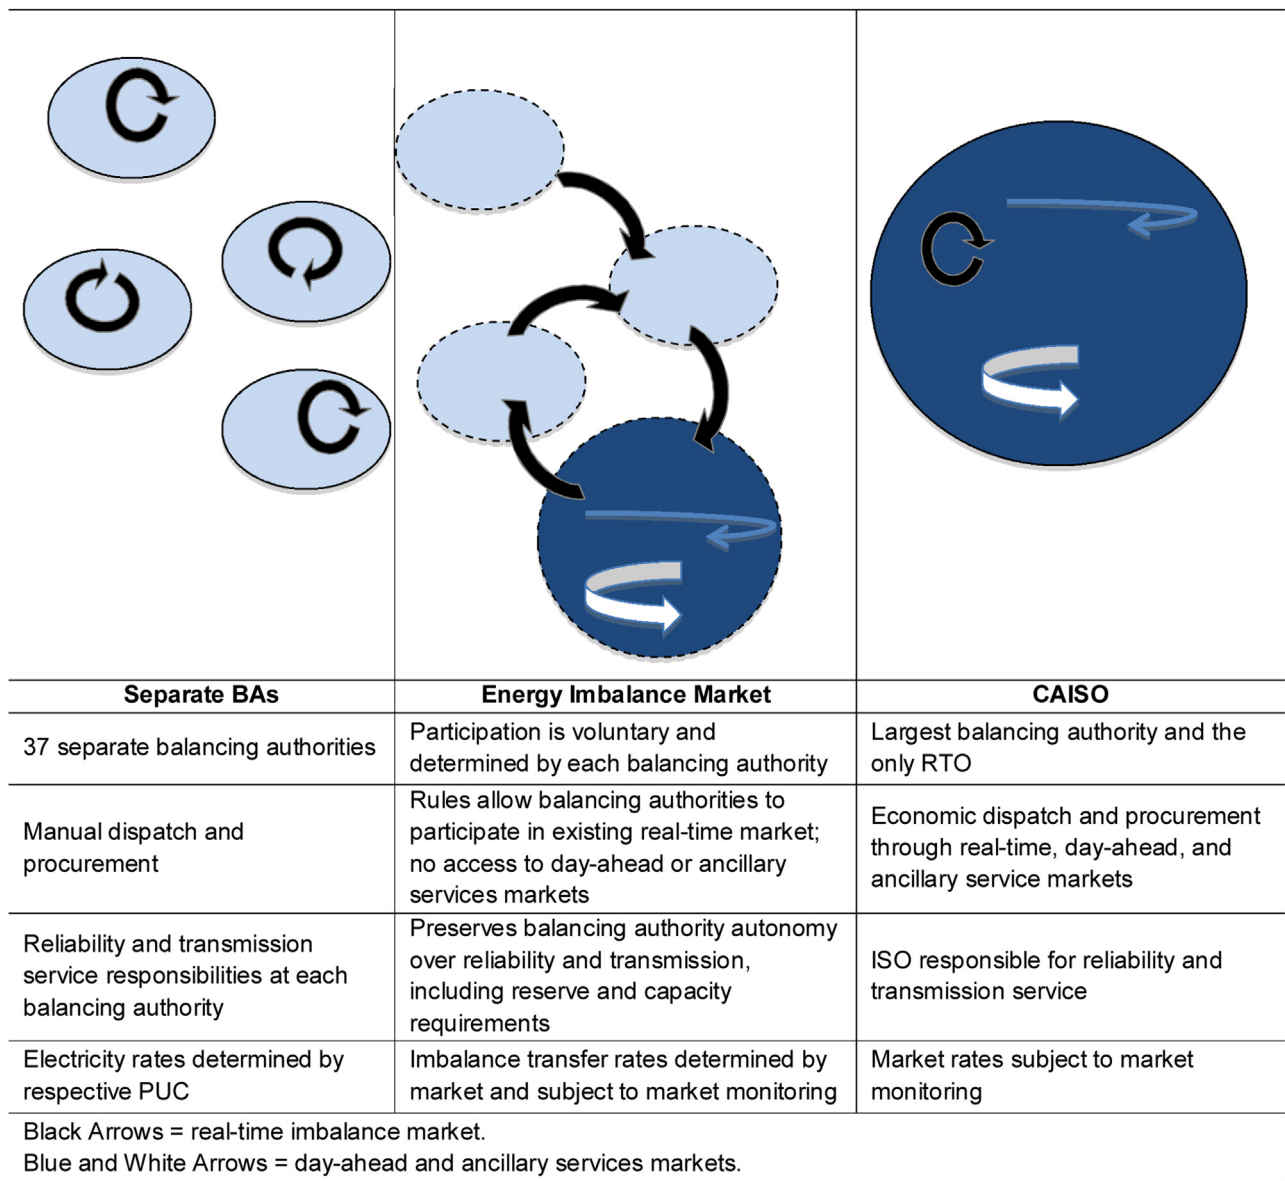 Separate BAs
Energy Imbalance Market
CAISO
37 separate balancing authorities
Participation is voluntary and
determined by each balancing authority
Largest balancing authority and the
only RTO
Manual dispatch and
procurement
Rules allow balancing authorities to
participate in existing real-time market;
no access to day-ahead or ancillary
services markets
Economic dispatch and procurement
through real-time, day-ahead, and
ancillary service markets
Reliability and transmission
service responsibilities at each
balancing authority
Preserves balancing authority autonomy
over reliability and transmission,
including reserve and capacity
requirements
ISO responsible for reliability and
transmission service
Electricity rates determined by
respective PUC
Imbalance transfer rates determined by
market and subject to market monitoring
Market rates subject to market
monitoring
Black Arrows = real-time imbalance market.
Blue and White Arrows = day-ahead and ancillary services markets.